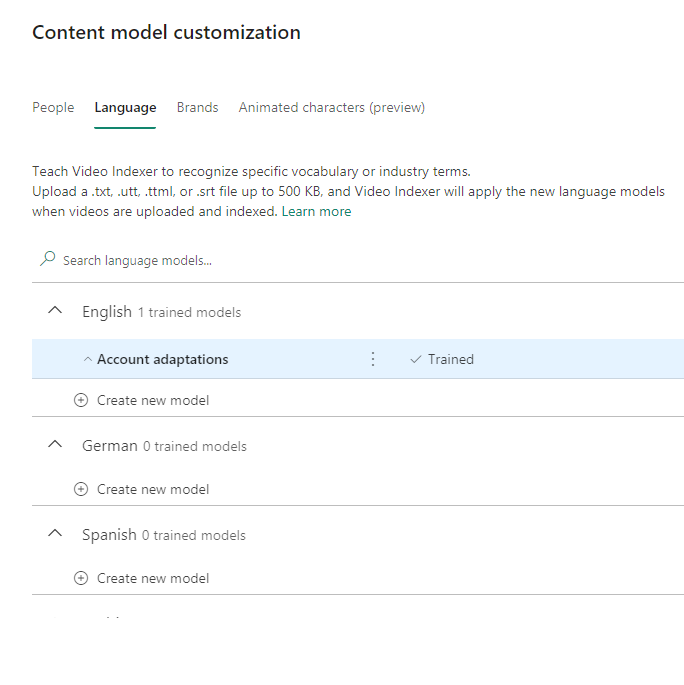 Content model customization
People Language Brands Animated characters (preview)
Teach Video Indexer to recognize specific vocabulary or industry terms.
Upload a .txt, .utt, .ttml, or .srt file up to 500 KB, and Video Indexer will apply the new language models
when videos are uploaded and indexed. Learn more
Search language models...
English 1 trained models
Account adaptations Trained
Create new model
German 0 trained models
Create new model
Spanish 0 trained models
Create new model